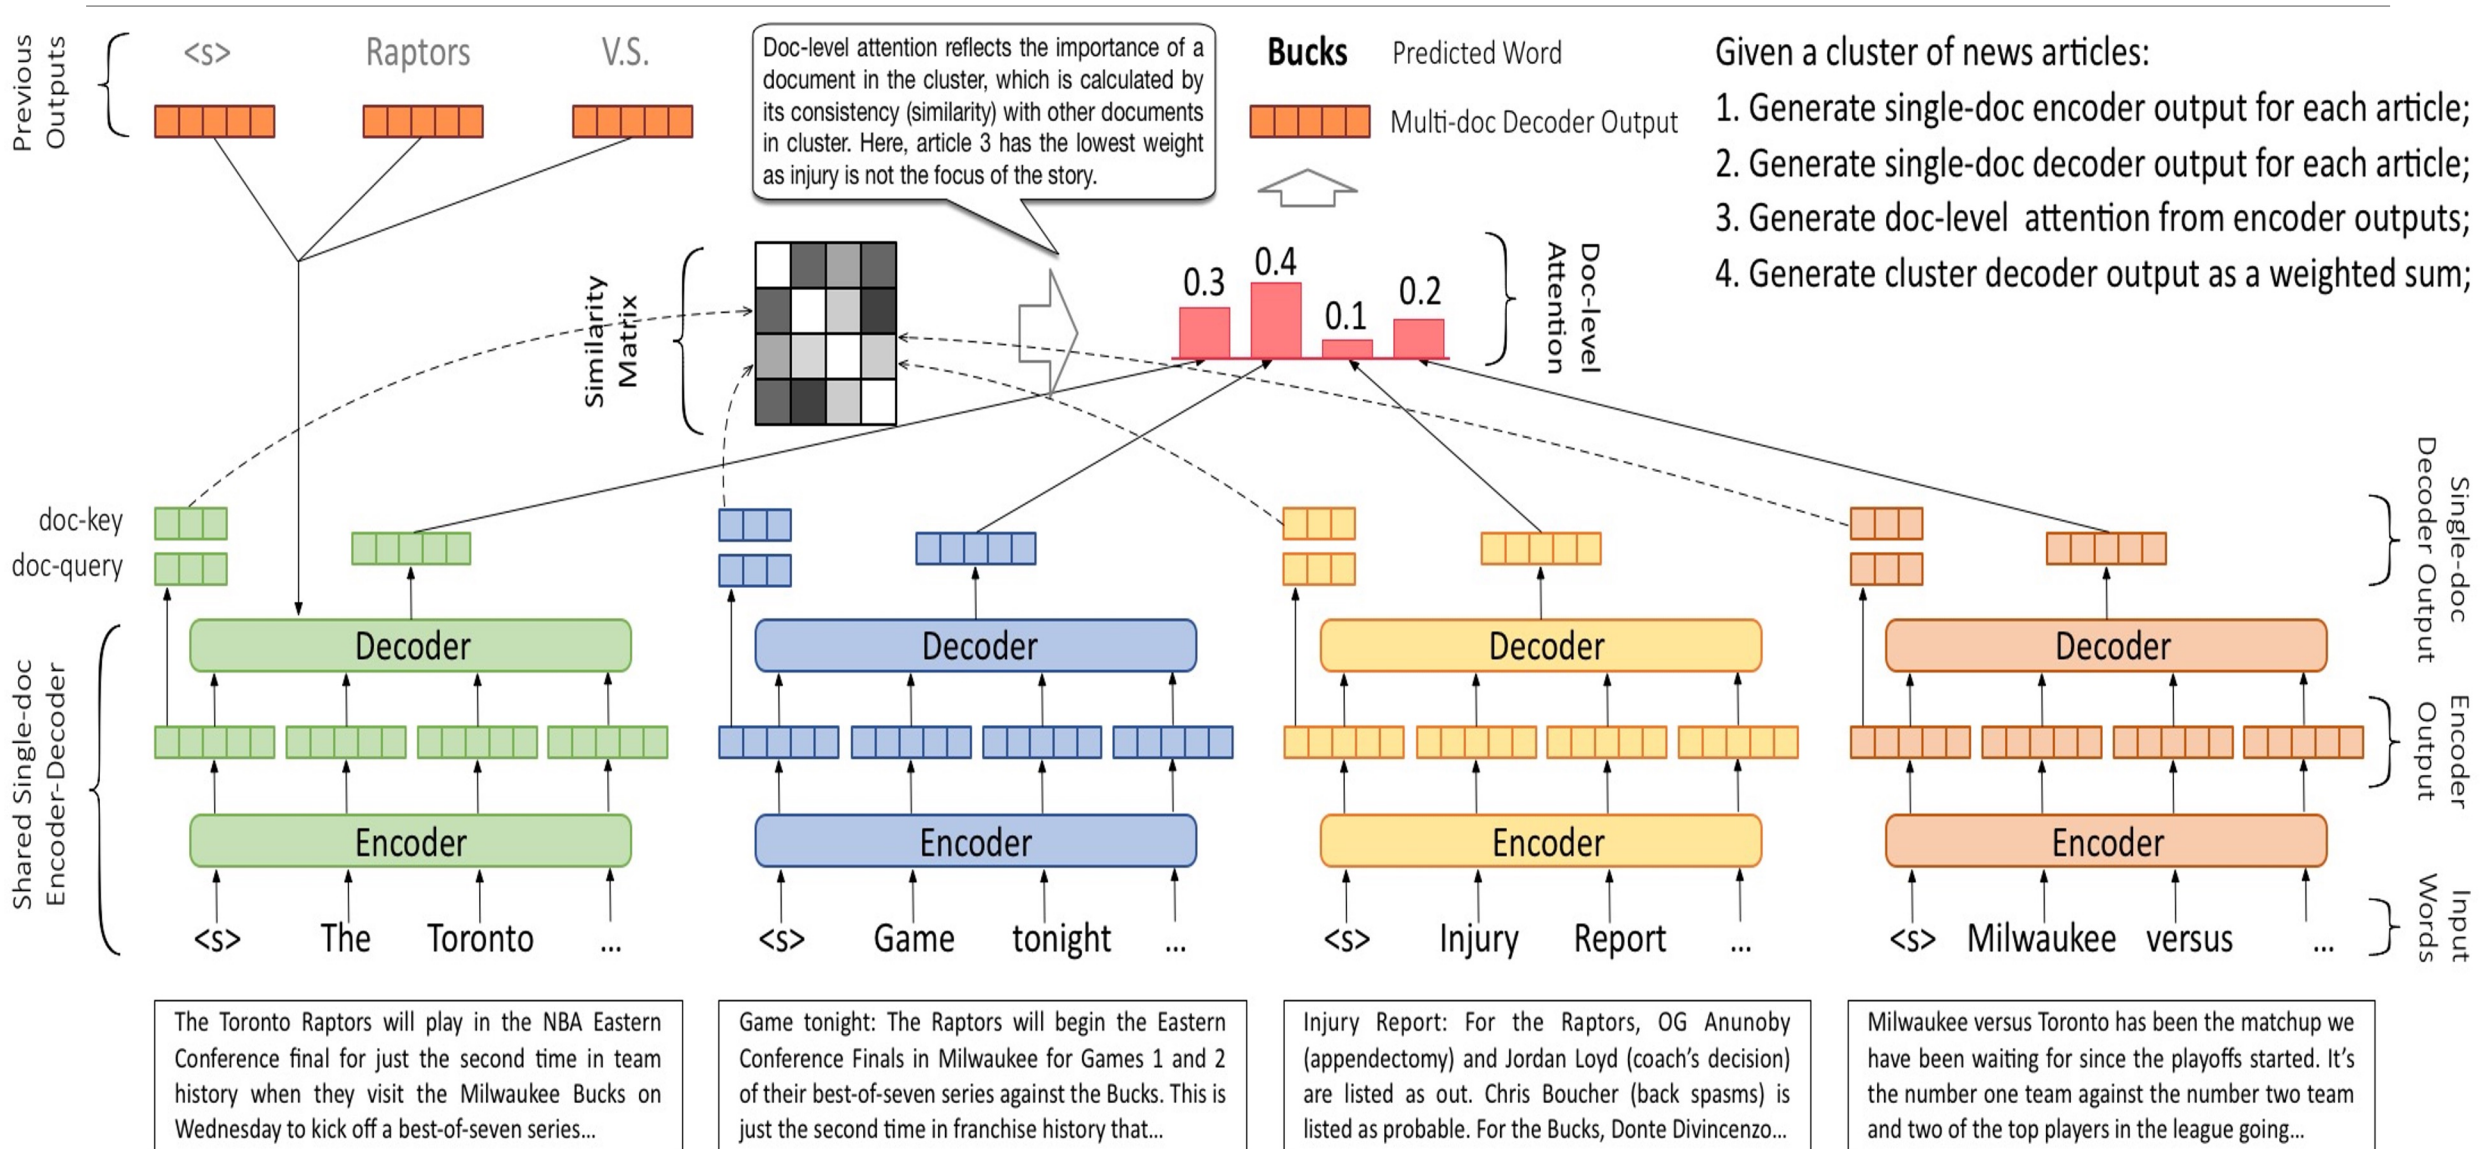 Previous
Outputs
<s>
Raptors
V.S.
Doc-level attention reflects the importance of a
document in the cluster, which is calculated by
its consistency (similarity) with other documents
in cluster. Here, article 3 has the lowest weight
as injury is not the focus of the story.
Bucks
Predicted Word
Multi-doc Decoder Output
Given a cluster of news articles:
1. Generate single-doc encoder output for each article;
2. Generate single-doc decoder output for each article;
3. Generate doc-level attention from encoder outputs;
4. Generate cluster decoder output as a weighted sum;
Similarity
Matrix
0.3
0.4
0.1
0.2
Doc-level
Attention
doc-key
doc-query
Single-doc
Decoder Output
Shared Single-doc
Encoder-Decoder
Decoder
Decoder
Decoder
Decoder
Encoder
Output
Encoder
Encoder
Encoder
Encoder
<s> The Toronto ...
<s> Game tonight ...
<s> Injury Report ...
<s> Milwaukee versus ...
Input
Words
The Toronto Raptors will play in the NBA Eastern
Conference final for just the second time in team
history when they visit the Milwaukee Bucks on
Wednesday to kick off a best-of-seven series...
Game tonight: The Raptors will begin the Eastern
Conference Finals in Milwaukee for Games 1 and 2
of their best-of-seven series against the Bucks. This is
just the second time in franchise history that...
Injury Report: For the Raptors, OG Anunoby
(appendectomy) and Jordan Loyd (coach's decision)
are listed as out. Chris Boucher (back spasms) is
listed as probable. For the Bucks, Donte Divincenzo...
Milwaukee versus Toronto has been the matchup we
have been waiting for since the playoffs started. It's
the number one team against the number two team
and two of the top players in the league going...